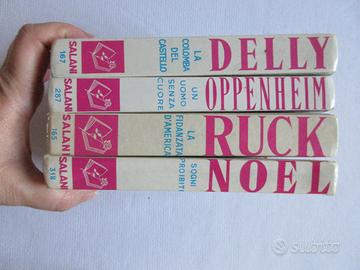 SALANI
167
LA
COLOMBA
DEL
CASTELLO
DELLY
SALANI
287
UN
UOMO
SENZA
CUORE
OPPENHEIM
SALANI
165
LA
FIDANZATA
D'AMERICA
RUCK
SALANI
318
SOGNI
PROIBITI
NOEL
subito.it